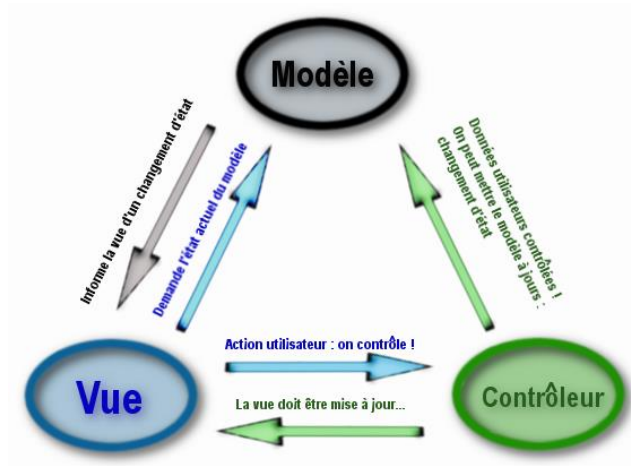 Modèle
Informe la vue d'un changement d'état
Demande l'état actuel du modèle
Données utilisateurs contrôlées !
On peut mettre le modèle à jours :
changement d'état
Action utilisateur : on contrôle !
Vue
Contrôleur
La vue doit être mise à jour...